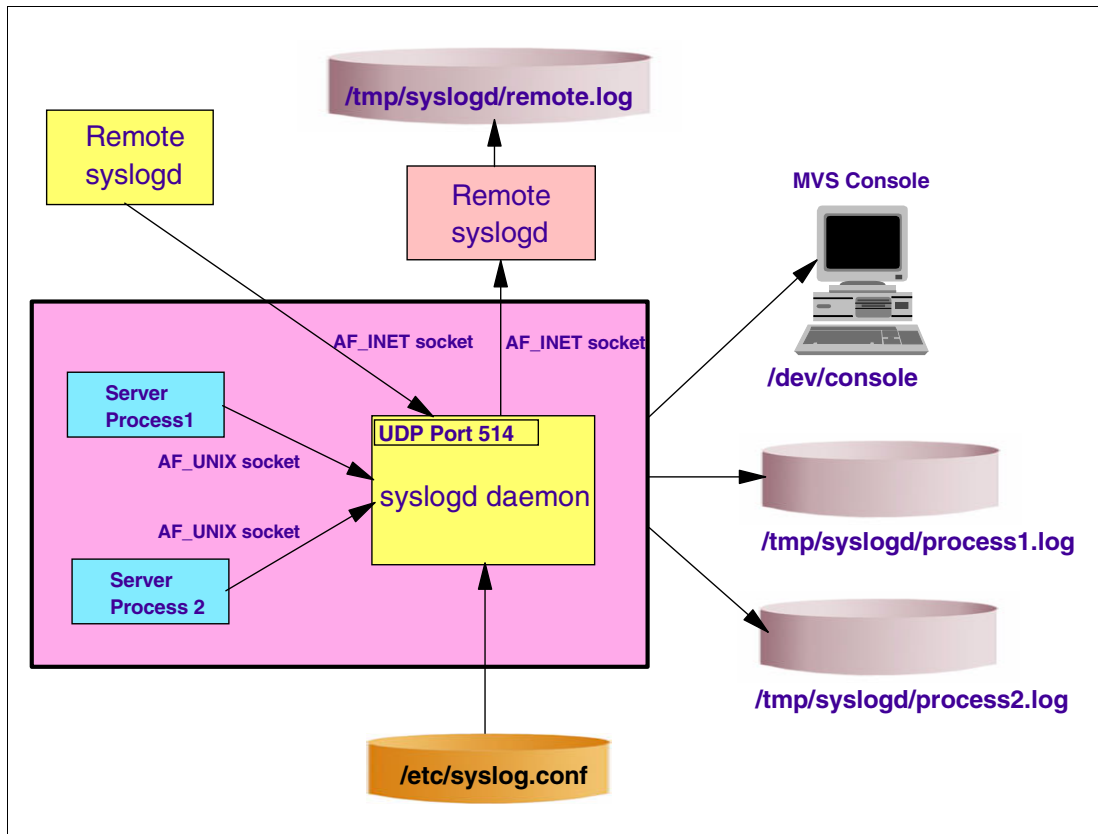 /tmp/syslogd/remote.log
Remote
syslogd
Remote
syslogd
MVS Console
/dev/console
AF_INET socket
AF_INET socket
Server
Process1
AF_UNIX socket
UDP Port 514
syslogd daemon
AF_UNIX socket
Server
Process 2
/tmp/syslogd/process1.log
/tmp/syslogd/process2.log
/etc/syslog.conf